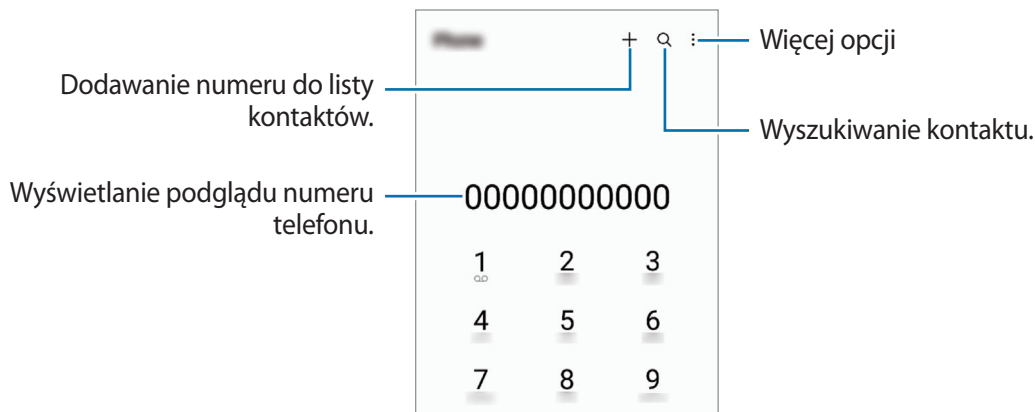 Więcej opcji
Dodawanie numeru do listy
kontaktów.
Wyszukiwanie kontaktu.
Wyświetlanie podglądu numeru
telefonu.
00000000000
1 2 3
4 5 6
7 8 9